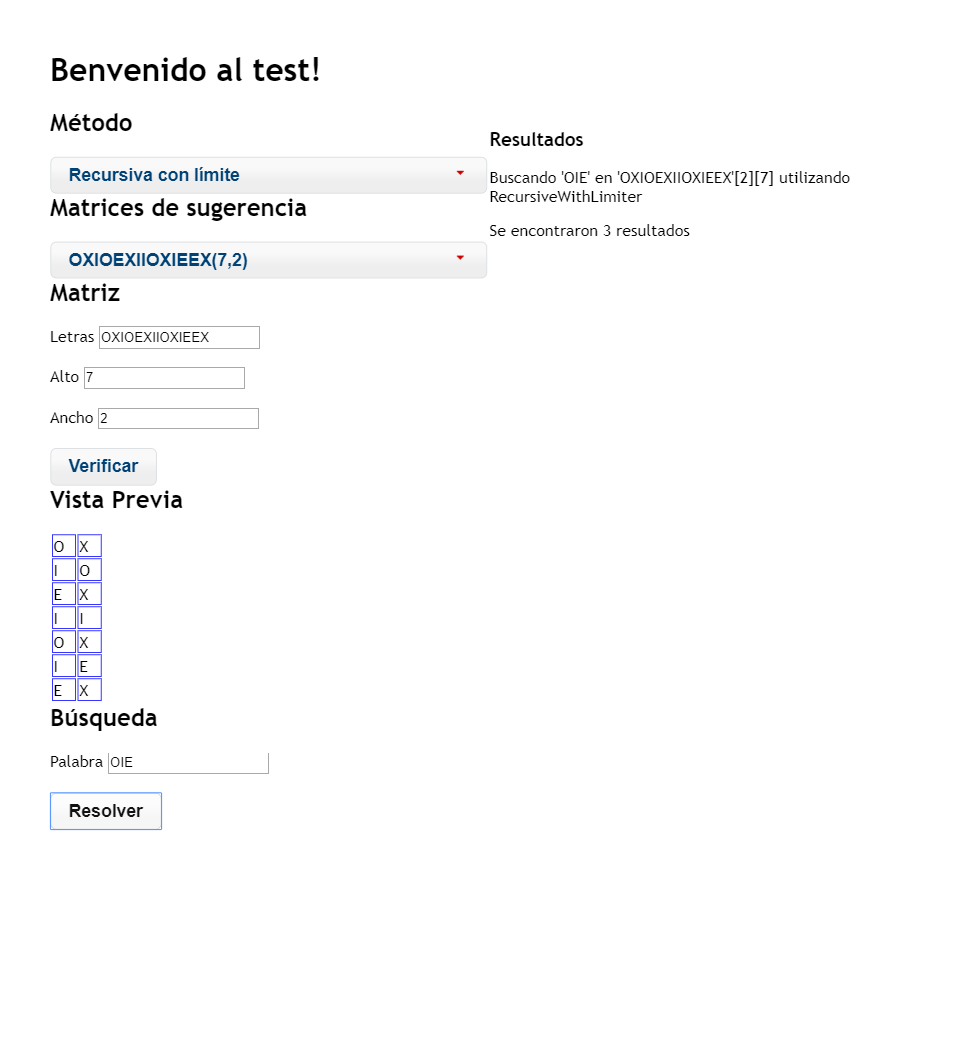 Benvenido al test!
Método
Recursiva con límite
Matrices de sugerencia
OXIOEXIIOXIEEX(7,2)
Matriz
Letras OXIOEXIIOXIEEX
Alto 7
Ancho 2
Verificar
Vista Previa
O X
I O
E X
I I
O X
I E
E X
Búsqueda
Palabra OIE
Resolver
Resultados
Buscando 'OIE' en 'OXIOEXIIOXIEEX'[2][7] utilizando
RecursiveWithLimiter
Se encontraron 3 resultados